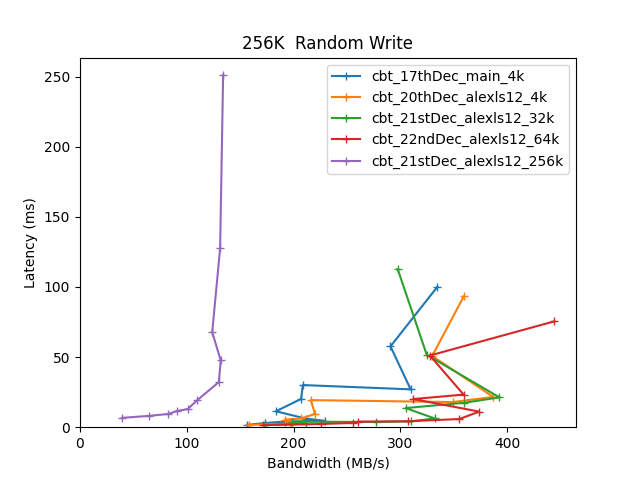 256K  Random Write
cbt_17thDec_main_4k
cbt_20thDec_alexls12_4k
cbt_21stDec_alexls12_32k
cbt_22ndDec_alexls12_64k
cbt_21stDec_alexls12_256k
Latency (ms)
250
200
150
100
50
0
0 100 200 300 400
Bandwidth (MB/s)